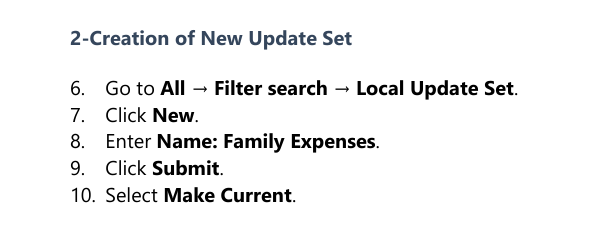 2-Creation of New Update Set
6. Go to All → Filter search → Local Update Set.
7. Click New.
8. Enter Name: Family Expenses.
9. Click Submit.
10. Select Make Current.